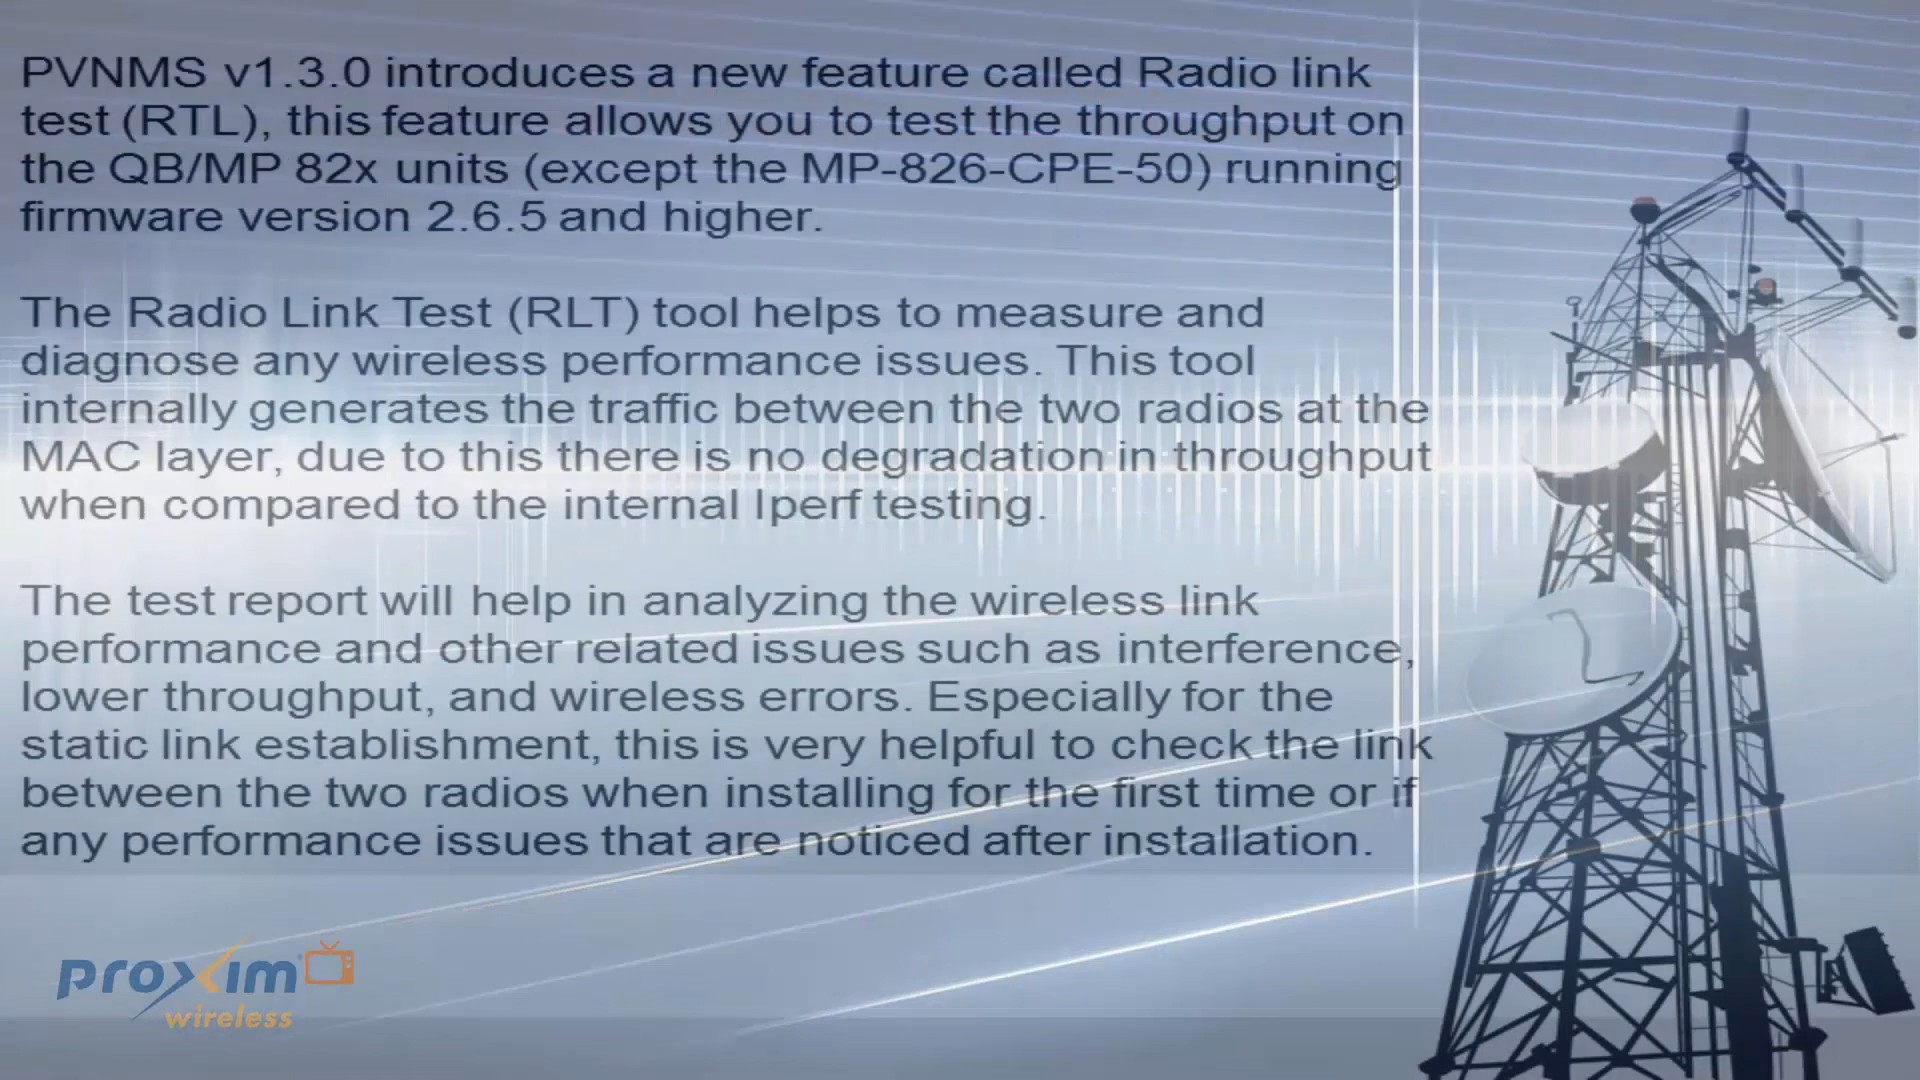 PVNMS v1.3.0 introduces a new feature called Radio link
test (RTL), this feature allows you to test the throughput on
the QB/MP 82x units (except the MP-826-CPE-50) running
firmware version 2.6.5 and higher.
The Radio Link Test (RLT) tool helps to measure and
diagnose any wireless performance issues. This tool
internally generates the traffic between the two radios at the
MAC layer, due to this there is no degradation in throughput
when compared to the internal Iperf testing.
The test report will help in analyzing the wireless link
performance and other related issues such as interference,
lower throughput, and wireless errors. Especially for the
static link establishment, this is very helpful to check the link
between the two radios when installing for the first time or if
any performance issues that are noticed after installation.
proxim
wireless